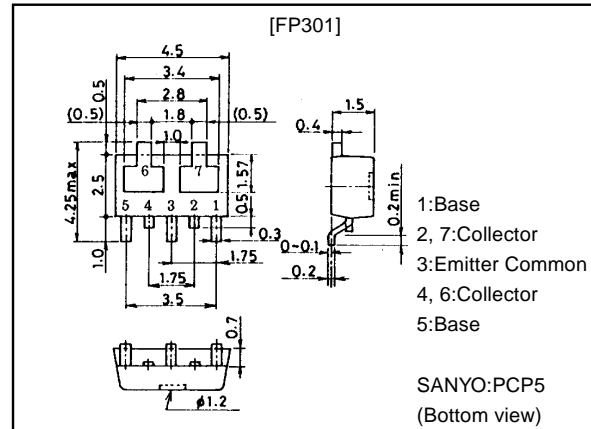 [FP301]
4.5
3.4
2.8
(0.5) 1.8 (0.5)
1.0
0.5
4.25max
2.5
1.0
6 7
5 4 3 2 1
1.57
0.5
0.3
1.75
1.75
3.5
1.5
0.4
0.2min
0~0.1
0.2
0.7
φ1.2
1:Base
2, 7:Collector
3:Emitter Common
4, 6:Collector
5:Base
SANYO:PCP5
(Bottom view)